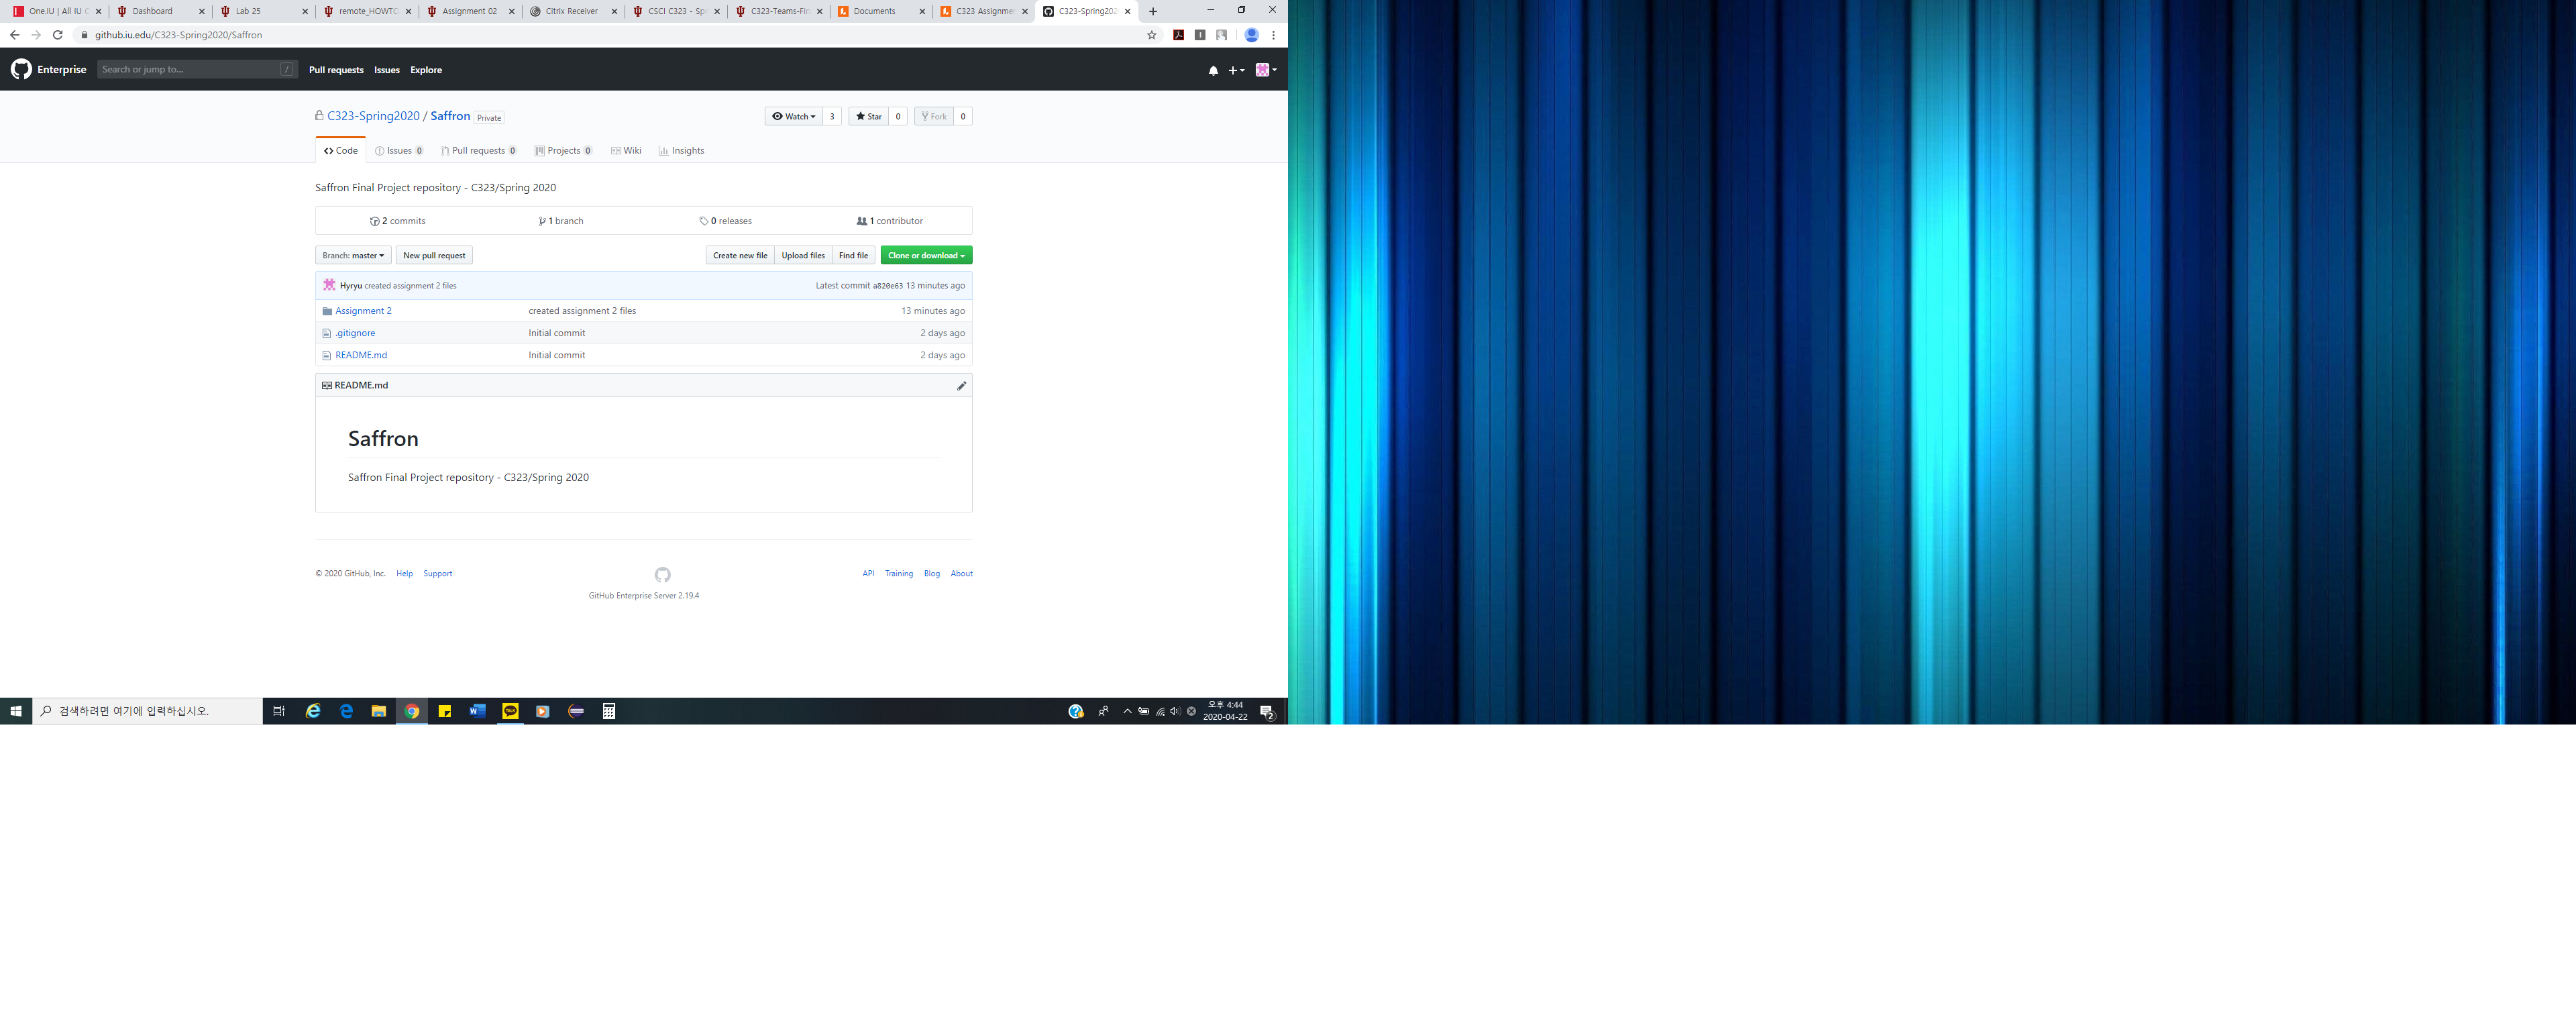 One.IU | All IU C
Dashboard
Lab 25
remote_HOWTO
Assignment 02
Citrix Receiver
CSCI C323 - Spr
C323-Teams-Fin
Documents
C323 Assignmen
C323-Spring202
github.iu.edu/C323-Spring2020/Saffron
Enterprise
Search or jump to...
/
Pull requests
Issues
Explore
C323-Spring2020 / Saffron Private
Watch 3
Star 0
Fork 0
Code
Issues 0
Pull requests 0
Projects 0
Wiki
Insights
Saffron Final Project repository - C323/Spring 2020
2 commits
1 branch
0 releases
1 contributor
Branch: master
New pull request
Create new file
Upload files
Find file
Clone or download
Hyryu created assignment 2 files
Latest commit a820e63 13 minutes ago
Assignment 2 created assignment 2 files 13 minutes ago
.gitignore Initial commit 2 days ago
README.md Initial commit 2 days ago
README.md
Saffron
Saffron Final Project repository - C323/Spring 2020
© 2020 GitHub, Inc. Help Support
API Training Blog About
GitHub Enterprise Server 2.19.4
검색하려면 여기에 입력하십시오.
오후 4:44
2020-04-22
2